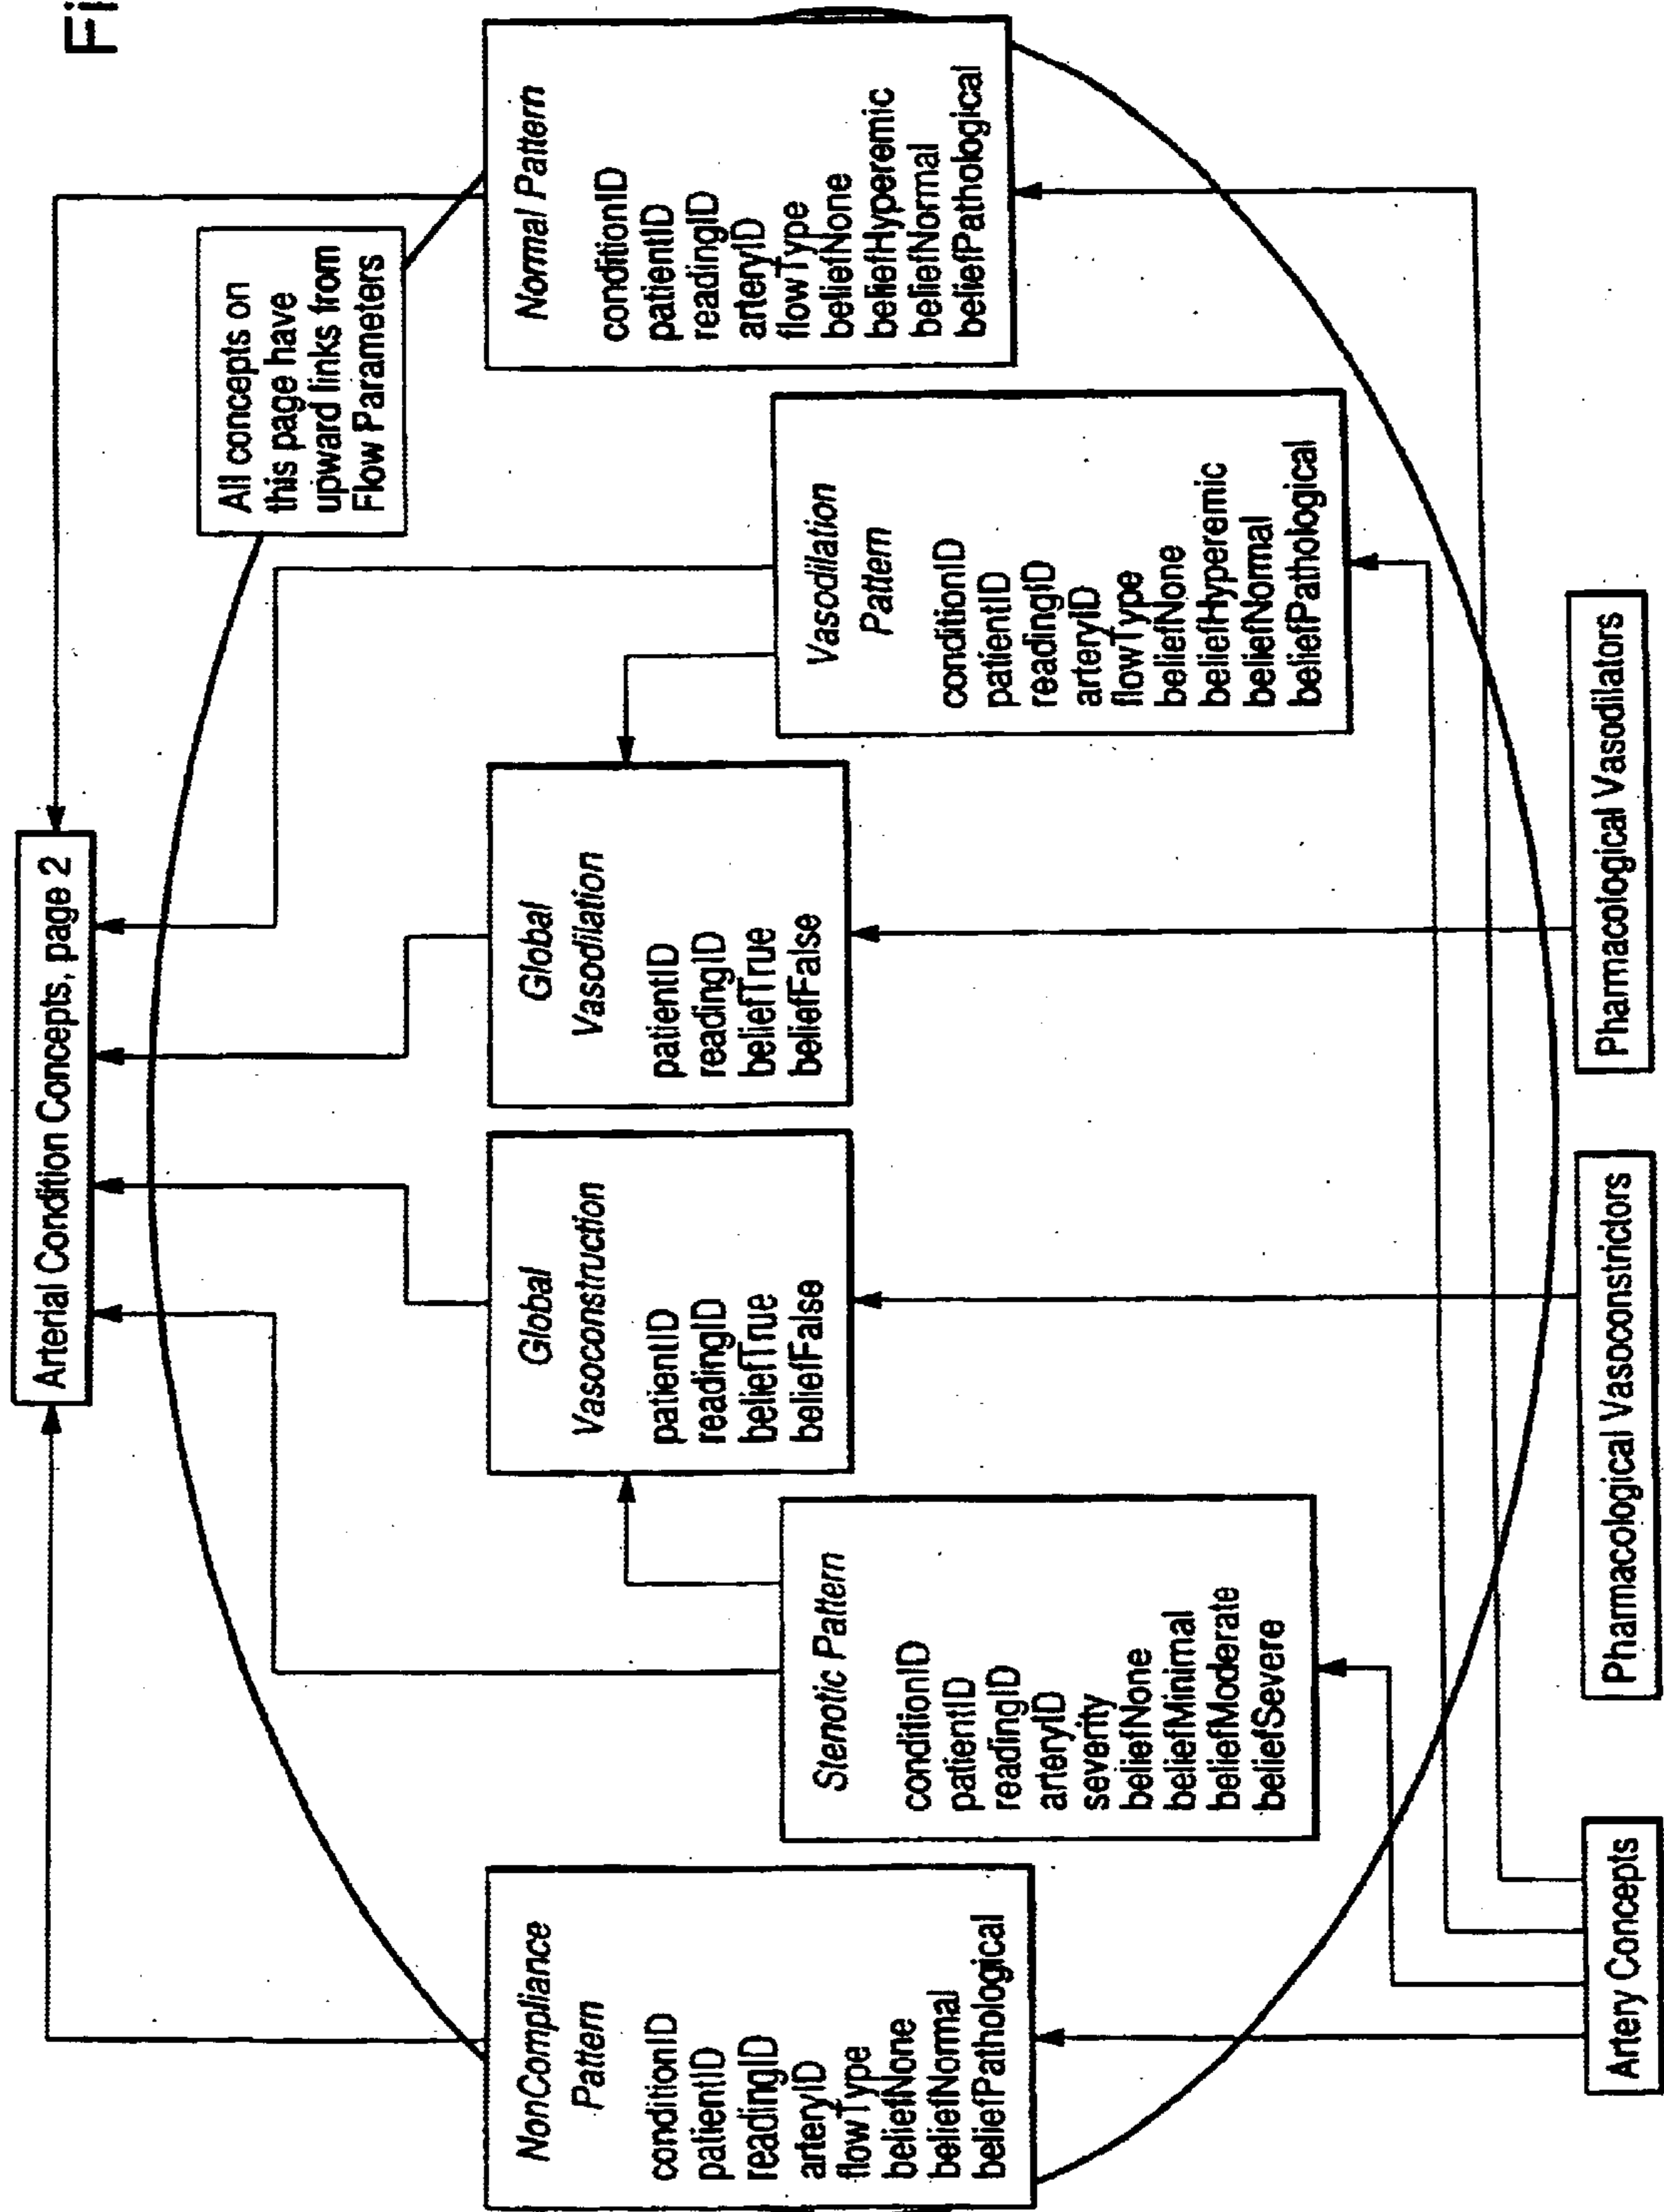 Fi
Arterial Condition Concepts, page 2
All concepts on
this page have
upward links from
Flow Parameters
NonCompliance
Pattern
conditionID
patientID
readingID
arteryID
flowType
beliefNone
beliefNormal
beliefPathological
Stenotic Pattern
conditionID
patientID
readingID
arteryID
severity
beliefNone
beliefMinimal
beliefModerate
beliefSevere
Global
Vasoconstruction
patientID
readingID
beliefTrue
beliefFalse
Global
Vasodilation
patientID
readingID
beliefTrue
beliefFalse
Vasodilation
Pattern
conditionID
patientID
readingID
arteryID
flowType
beliefNone
beliefHyperemic
beliefNormal
beliefPathological
Normal Pattern
conditionID
patientID
readingID
arteryID
flowType
beliefNone
beliefHyperemic
beliefNormal
beliefPathological
Artery Concepts
Pharmacological Vasoconstrictors
Pharmacological Vasodilators